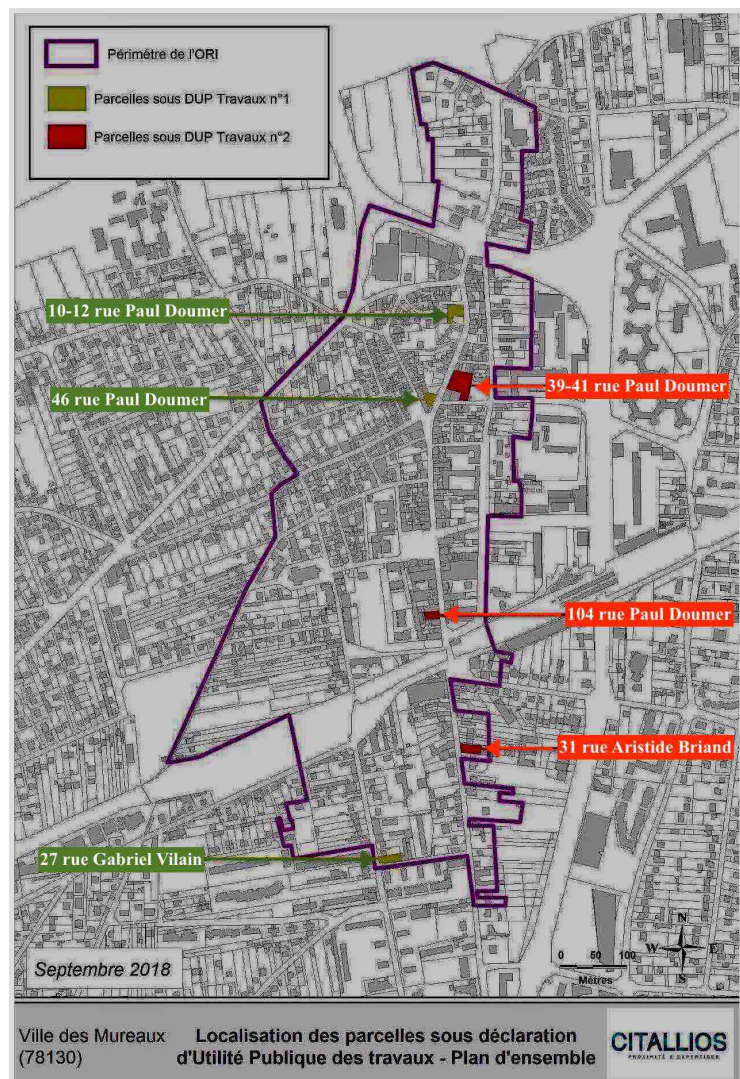 Périmètre de l'ORI
Parcelles sous DUP Travaux n°1
Parcelles sous DUP Travaux n°2
10-12 rue Paul Doumer
46 rue Paul Doumer
39-41 rue Paul Doumer
104 rue Paul Doumer
31 rue Aristide Briand
27 rue Gabriel Vilain
Septembre 2018
N
W E
S
0 50 100
Mètres
Ville des Mureaux
(78130)
Localisation des parcelles sous déclaration
d'Utilité Publique des travaux - Plan d'ensemble
CITALLIOS
PROXIMITÉ & EXPERTISES